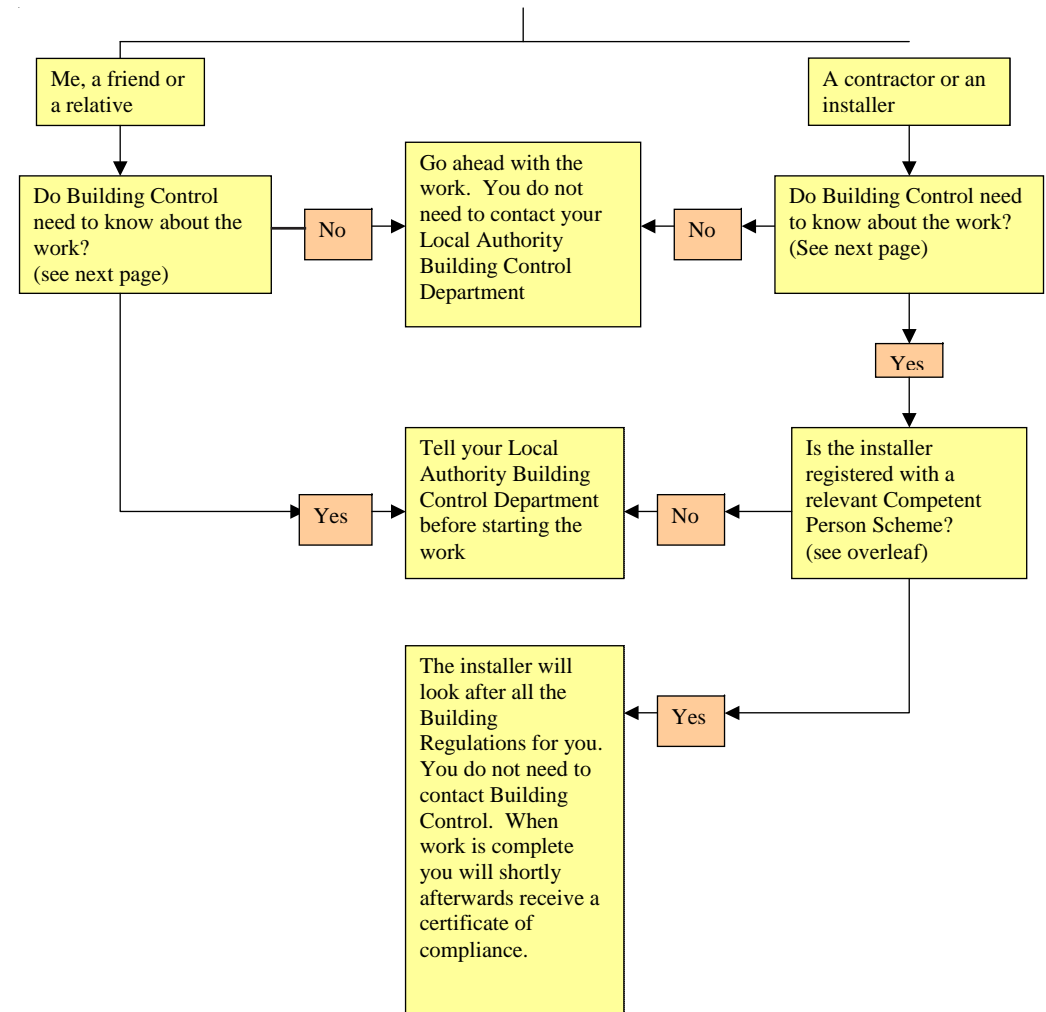 Me, a friend or
a relative
A contractor or an
installer
Do Building Control
need to know about the
work?
(see next page)
No
Go ahead with the
work. You do not
need to contact your
Local Authority
Building Control
Department
No
Do Building Control need
to know about the work?
(See next page)
Yes
Yes
Tell your Local
Authority Building
Control Department
before starting the
work
No
Is the installer
registered with a
relevant Competent
Person Scheme?
(see overleaf)
The installer will
look after all the
Building
Regulations for you.
You do not need to
contact Building
Control. When
work is complete
you will shortly
afterwards receive a
certificate of
compliance.
Yes